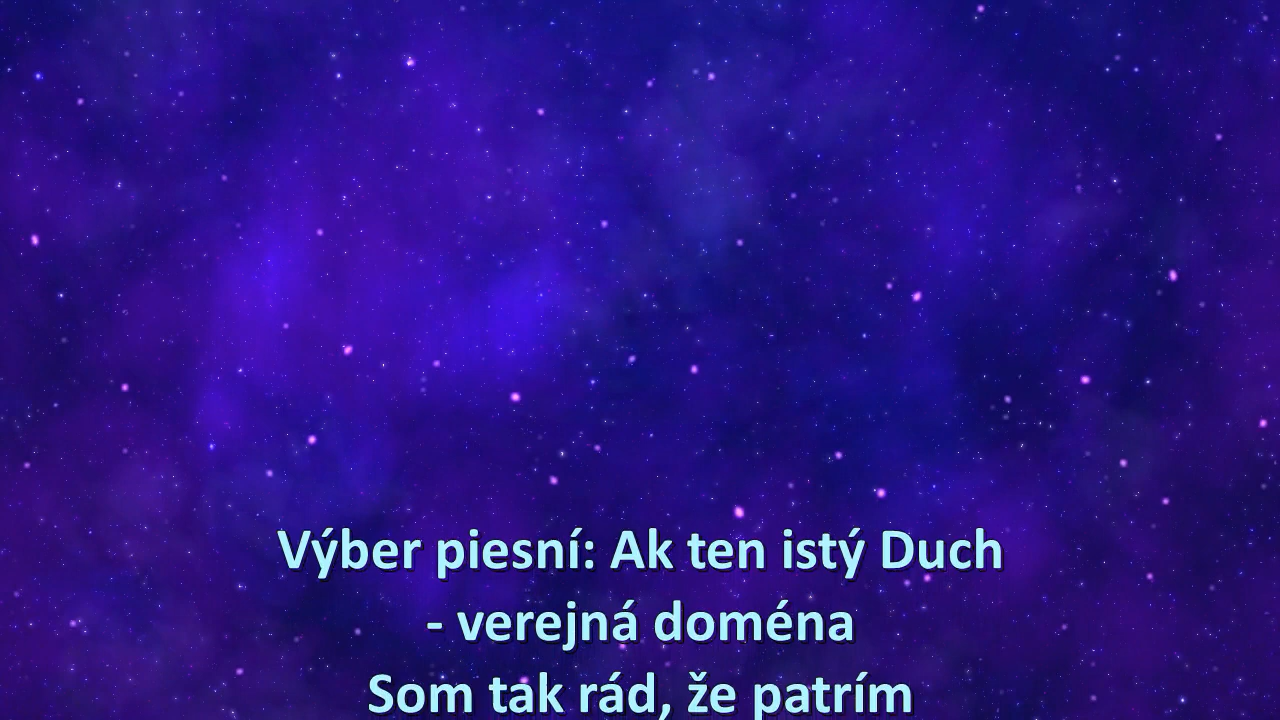 Výber piesní: Ak ten istý Duch
- verejná doména
Som tak rád, že patrím